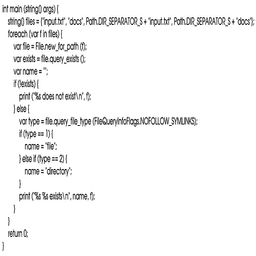 int main (string[] args) {
string[] files = {"input.txt", "docs", Path.DIR_SEPARATOR_S + "input.txt", Path.DIR_SEPARATOR_S + "docs"};
foreach (var f in files) {
var file = File.new_for_path (f);
var exists = file.query_exists ();
var name = "";
if (!exists) {
print ("%s does not exist\n", f);
} else {
var type = file.query_file_type (FileQueryInfoFlags.NOFOLLOW_SYMLINKS);
if (type == 1) {
name = "file";
} else if (type == 2) {
name = "directory";
}
print ("%s %s exists\n", name, f);
}
}
return 0;
}